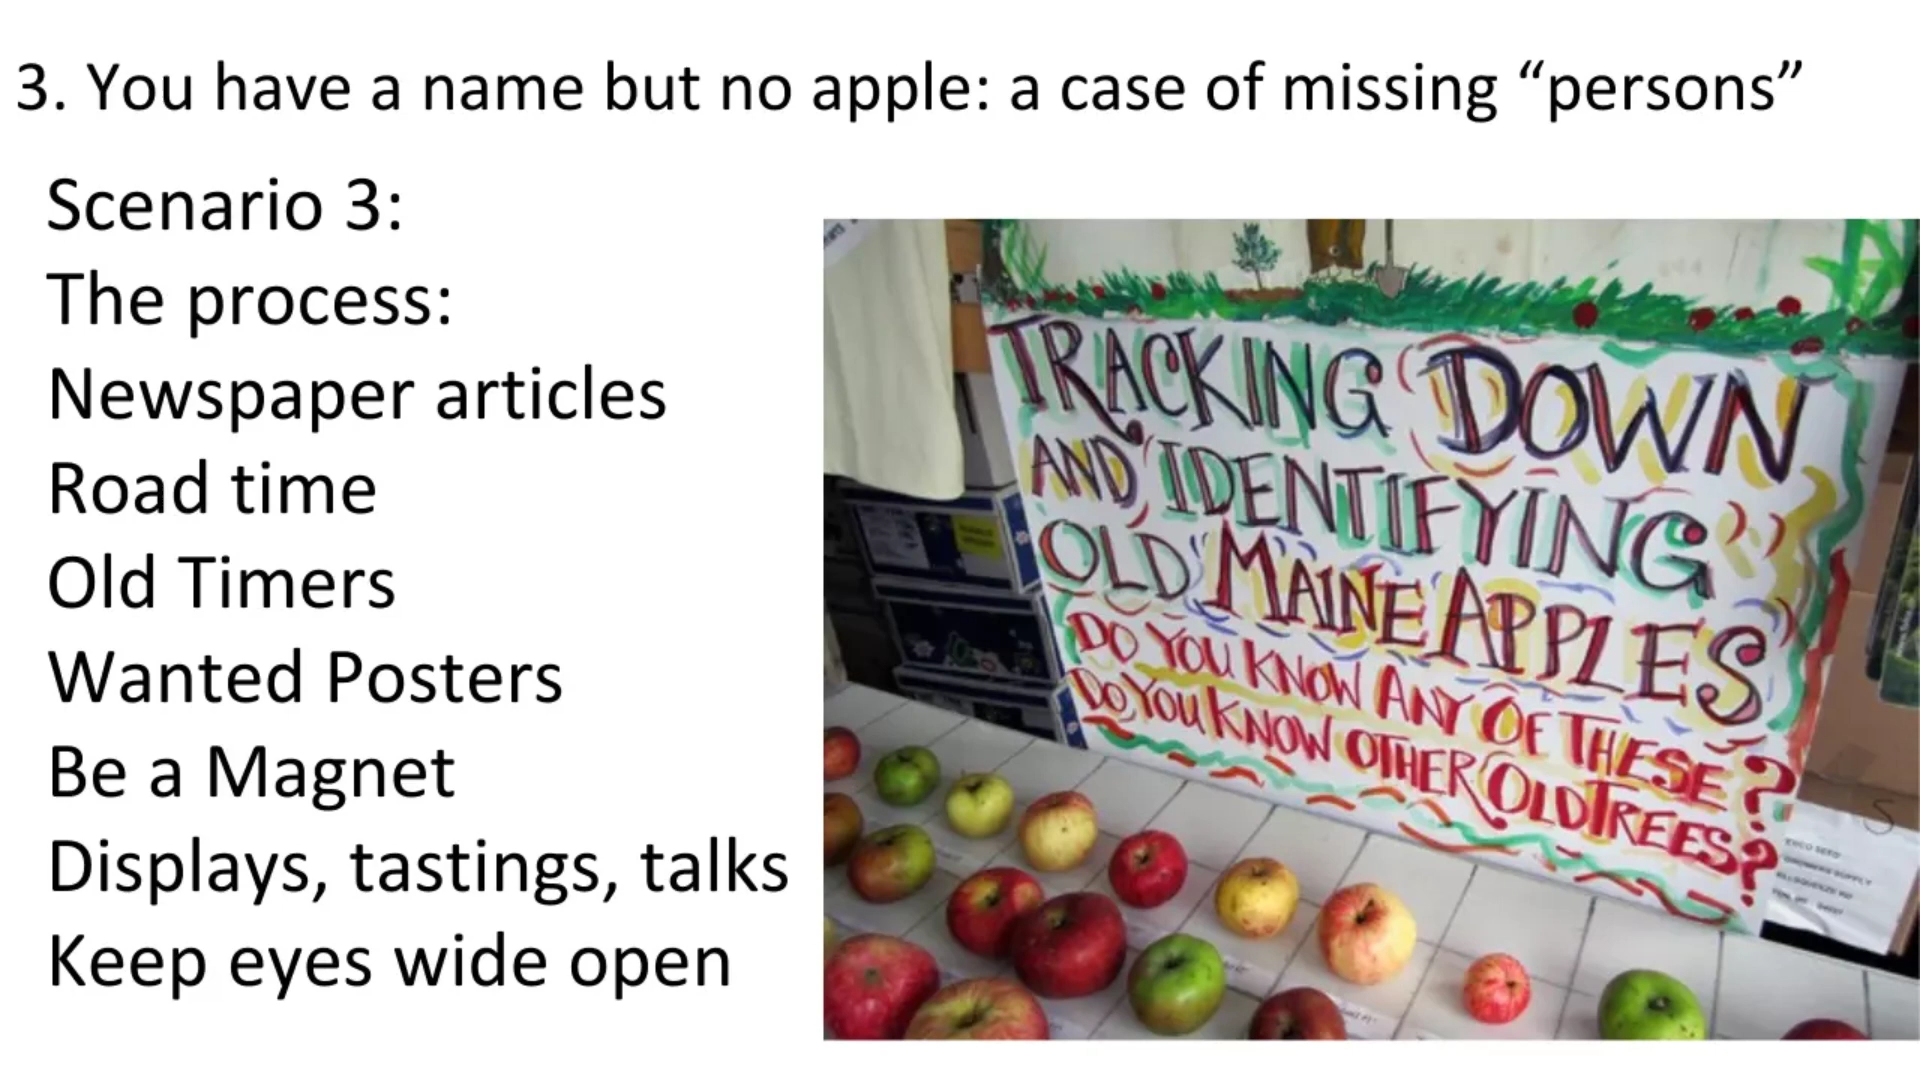 3. You have a name but no apple: a case of missing “persons”
Scenario 3:
The process:
Newspaper articles
Road time
Old Timers
Wanted Posters
Be a Magnet
Displays, tastings, talks
Keep eyes wide open
TRACKING DOWN
AND IDENTIFYING
OLD MAINE APPLES
DO YOU KNOW ANY OF THESE?
DO YOU KNOW OTHER OLD TREES?